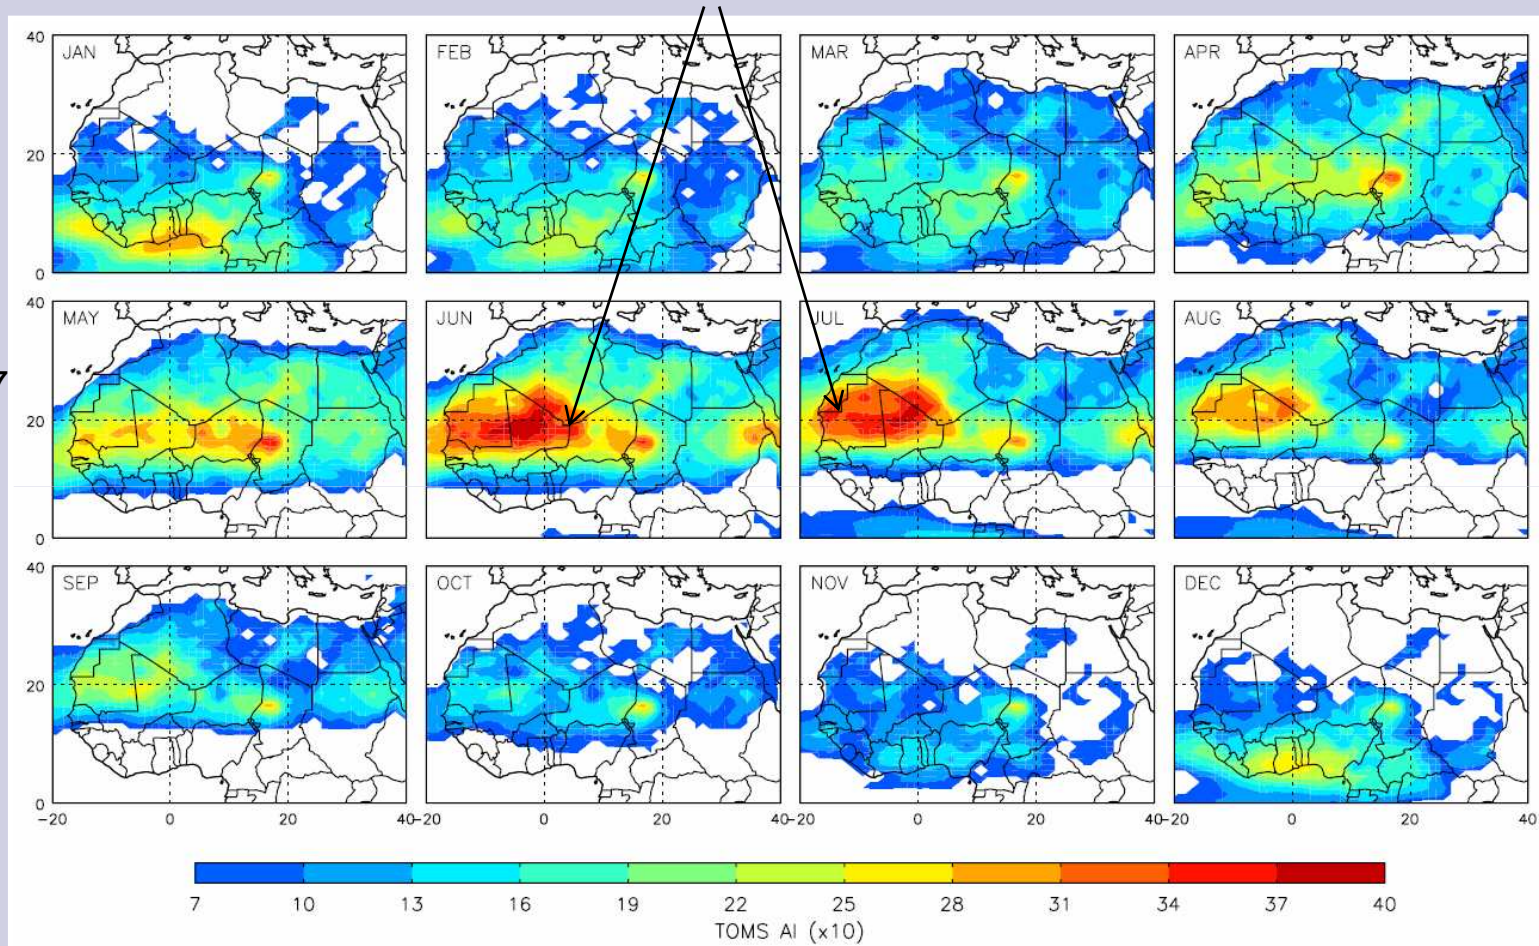 40 JAN FEB MAR APR
20
0
40 MAY JUN JUL AUG
7
20
0
40 SEP OCT NOV DEC
20
0
-20 0 20 40 -20 0 20 40 -20 0 20 40 -20 0 20 40
7 10 13 16 19 22 25 28 31 34 37 40
TOMS AI (x10)